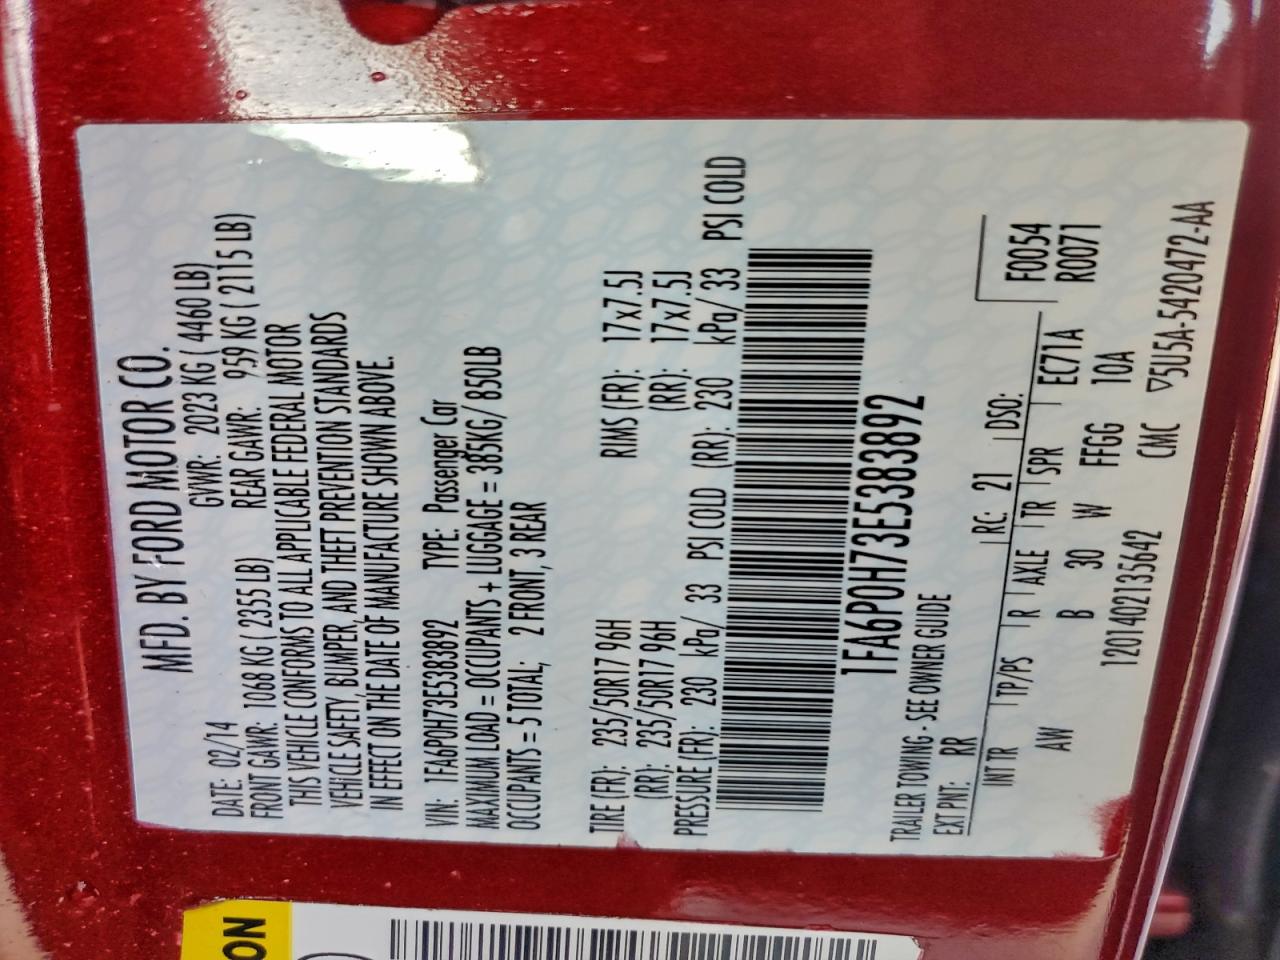 MFD. BY FORD MOTOR CO.
DATE: 02/14 GVWR: 2023 KG ( 4460 LB)
FRONT GAWR: 1068 KG ( 2355 LB) REAR GAWR: 959 KG ( 2115 LB)
THIS VEHICLE CONFORMS TO ALL APPLICABLE FEDERAL MOTOR
VEHICLE SAFETY, BUMPER, AND THEFT PREVENTION STANDARDS
IN EFFECT ON THE DATE OF MANUFACTURE SHOWN ABOVE.
VIN: 1FA6P0H73E5383892 TYPE: Passenger Car
MAXIMUM LOAD = OCCUPANTS + LUGGAGE = 385KG/ 850LB
OCCUPANTS = 5 TOTAL; 2 FRONT, 3 REAR
TIRE (FR): 235/50R17 96H RIMS (FR): 17x7.5J
(RR): 235/50R17 96H (RR): 17x7.5J
PRESSURE (FR): 230 kPa/ 33 PSI COLD (RR): 230 kPa/ 33 PSI COLD
1FA6P0H73E5383892
TRAILER TOWING - SEE OWNER GUIDE
EXT PNT: RR RC: 21 DSO: F0054
INT TR TP/PS R AXLE TR SPR EC71A R0071
AW B 30 W FFGG 10A
1201402135642 CMC ▽5U5A-5420472-AA
ON